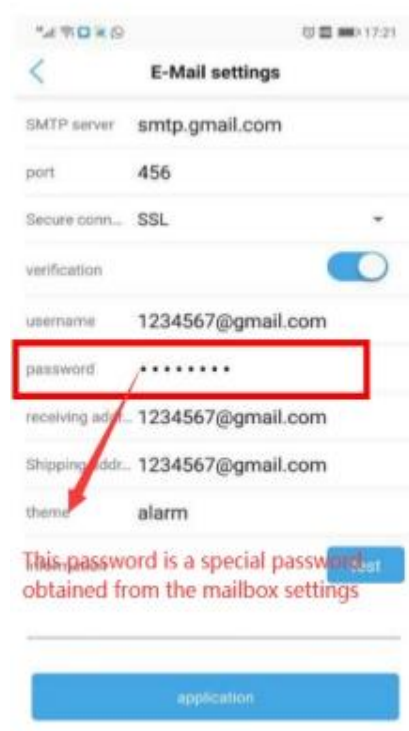 17:21
E-Mail settings
SMTP server smtp.gmail.com
port 456
Secure conn... SSL
verification
username 1234567@gmail.com
password ••••••••
receiving add... 1234567@gmail.com
Shipping addr... 1234567@gmail.com
theme alarm
This password is a special password
obtained from the mailbox settings
application